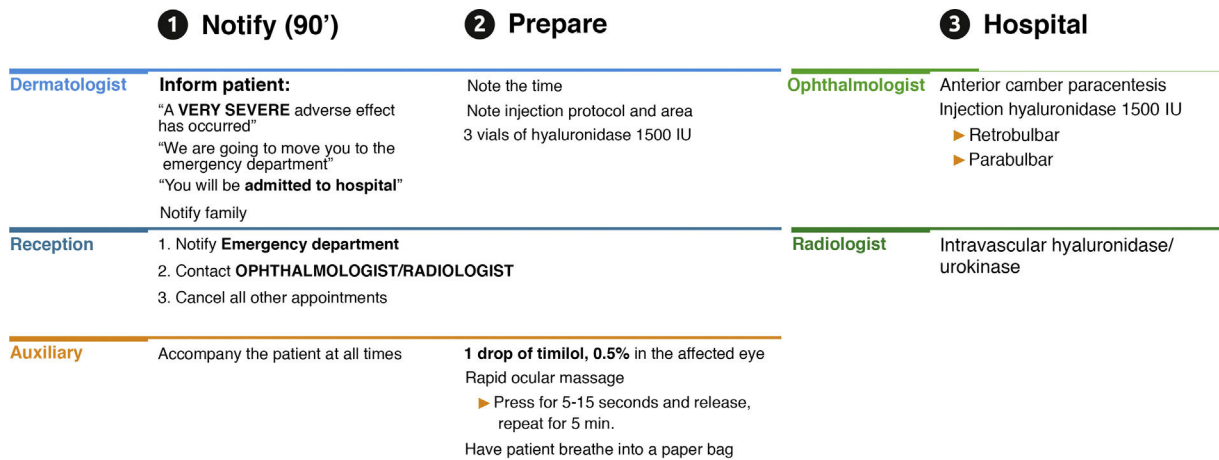 1 Notify (90’)
2 Prepare
3 Hospital
Dermatologist
Inform patient:
“A VERY SEVERE adverse effect
has occurred”
“We are going to move you to the
emergency department”
“You will be admitted to hospital”
Notify family
Note the time
Note injection protocol and area
3 vials of hyaluronidase 1500 IU
Ophthalmologist
Anterior camber paracentesis
Injection hyaluronidase 1500 IU
▶ Retrobulbar
▶ Parabulbar
Reception
1. Notify Emergency department
2. Contact OPHTHALMOLOGIST/RADIOLOGIST
3. Cancel all other appointments
Radiologist
Intravascular hyaluronidase/
urokinase
Auxiliary
Accompany the patient at all times
1 drop of timilol, 0.5% in the affected eye
Rapid ocular massage
▶ Press for 5-15 seconds and release,
repeat for 5 min.
Have patient breathe into a paper bag